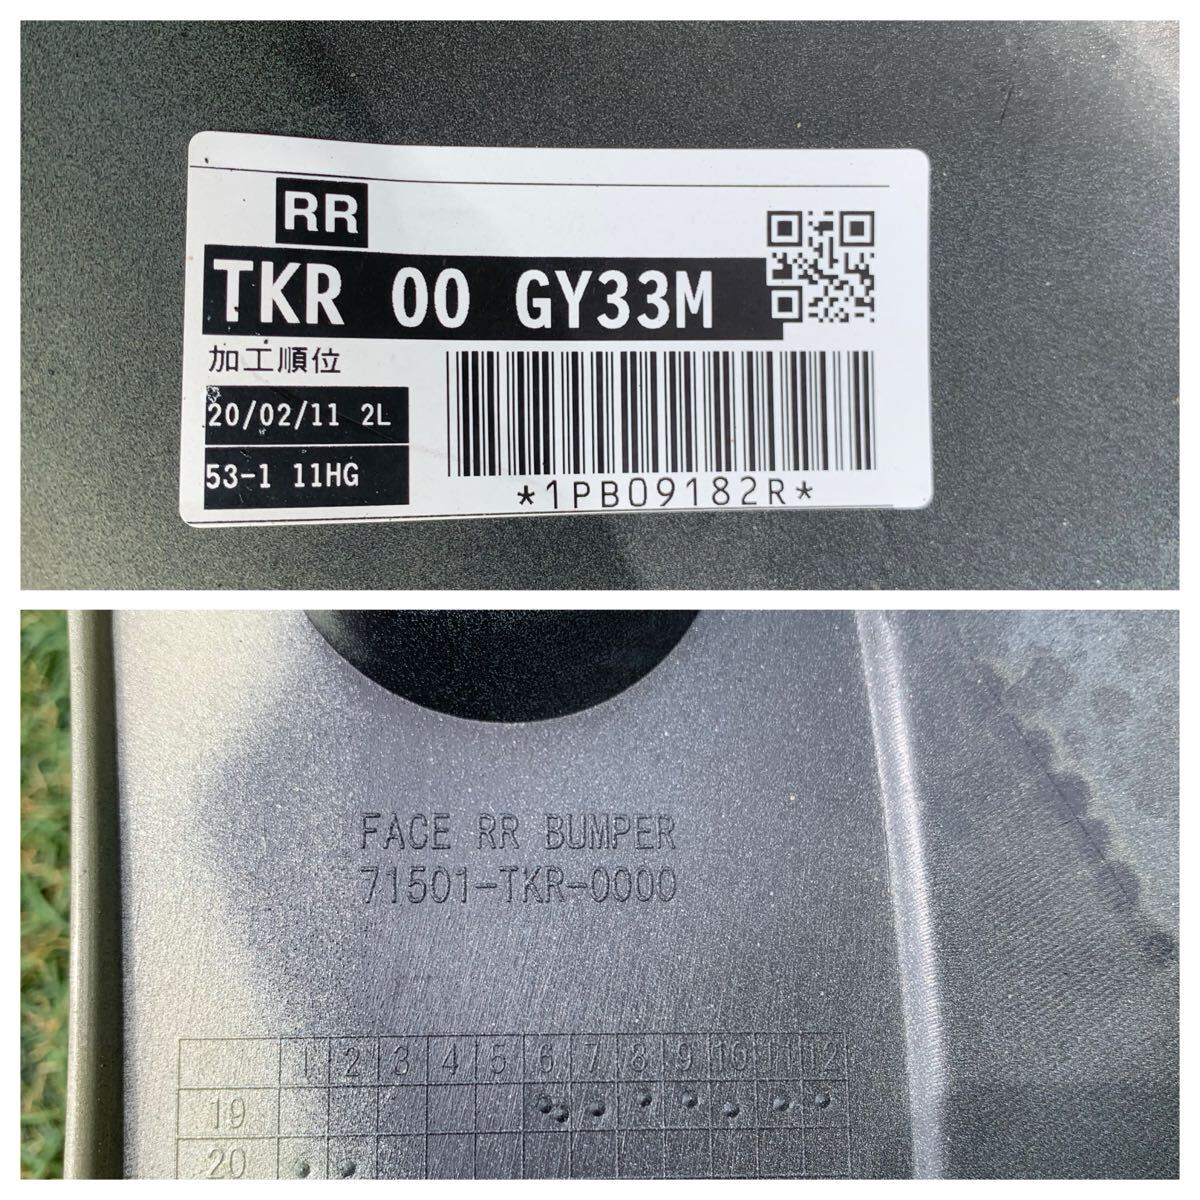 RR
TKR 00 GY33M
加工順位
20/02/11 2L
53-1 11HG
*1PB09182R*
FACE RR BUMPER
71501-TKR-0000
1 2 3 4 5 6 7 8 9 10 11 12
19
20